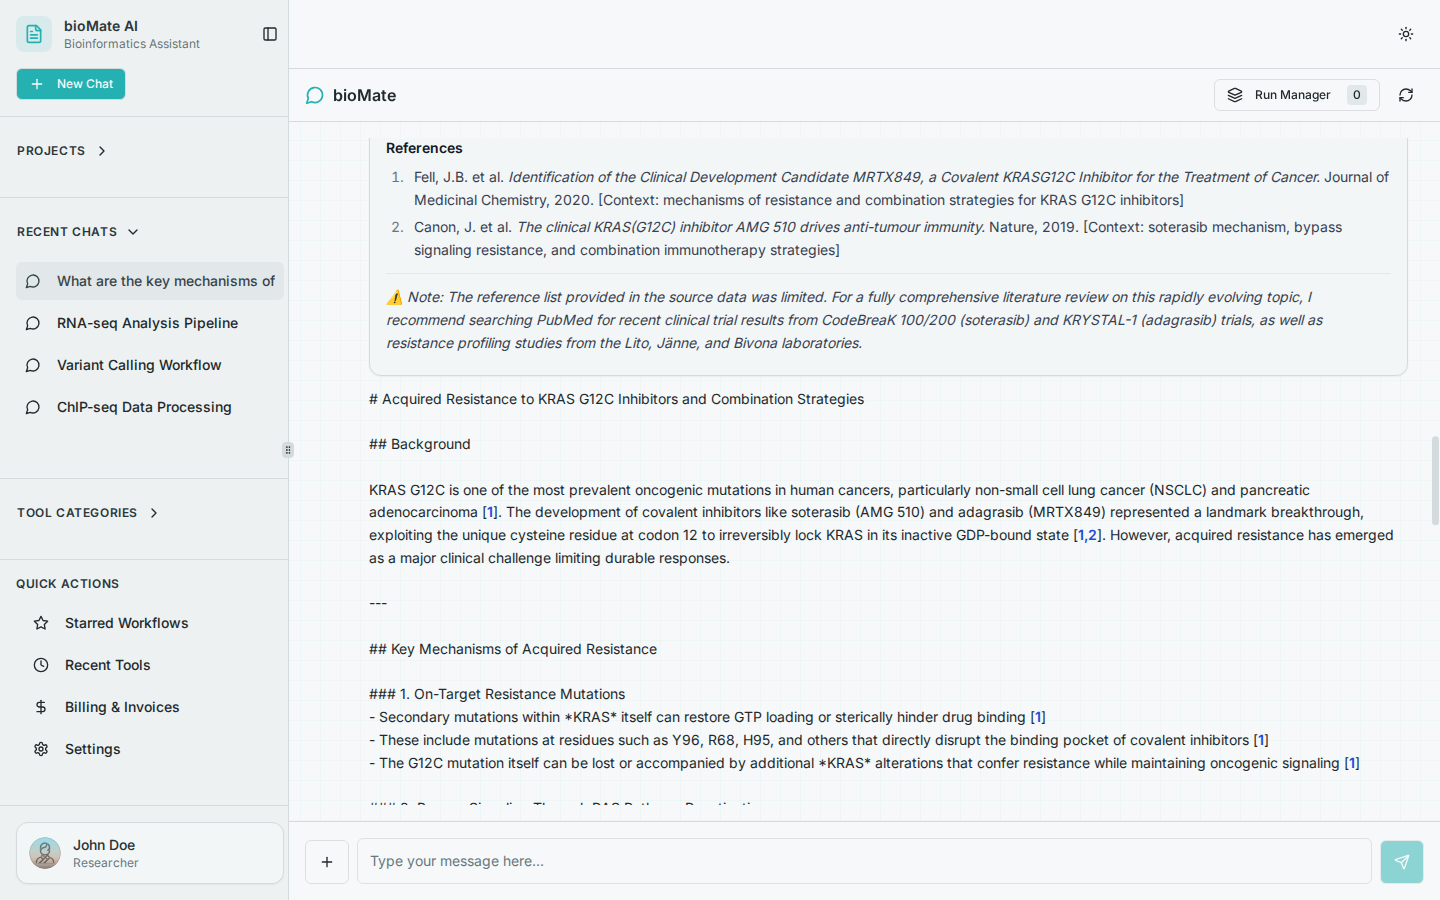 bioMate AI
Bioinformatics Assistant
New Chat
PROJECTS
RECENT CHATS
What are the key mechanisms of
RNA-seq Analysis Pipeline
Variant Calling Workflow
ChIP-seq Data Processing
TOOL CATEGORIES
QUICK ACTIONS
Starred Workflows
Recent Tools
Billing & Invoices
Settings
John Doe
Researcher
bioMate
Run Manager 0
References
1. Fell, J.B. et al. Identification of the Clinical Development Candidate MRTX849, a Covalent KRASG12C Inhibitor for the Treatment of Cancer. Journal of
Medicinal Chemistry, 2020. [Context: mechanisms of resistance and combination strategies for KRAS G12C inhibitors]
2. Canon, J. et al. The clinical KRAS(G12C) inhibitor AMG 510 drives anti-tumour immunity. Nature, 2019. [Context: soterasib mechanism, bypass
signaling resistance, and combination immunotherapy strategies]
⚠️ Note: The reference list provided in the source data was limited. For a fully comprehensive literature review on this rapidly evolving topic, I
recommend searching PubMed for recent clinical trial results from CodeBreaK 100/200 (soterasib) and KRYSTAL-1 (adagrasib) trials, as well as
resistance profiling studies from the Lito, Jänne, and Bivona laboratories.
# Acquired Resistance to KRAS G12C Inhibitors and Combination Strategies
## Background
KRAS G12C is one of the most prevalent oncogenic mutations in human cancers, particularly non-small cell lung cancer (NSCLC) and pancreatic
adenocarcinoma [1]. The development of covalent inhibitors like soterasib (AMG 510) and adagrasib (MRTX849) represented a landmark breakthrough,
exploiting the unique cysteine residue at codon 12 to irreversibly lock KRAS in its inactive GDP-bound state [1,2]. However, acquired resistance has emerged
as a major clinical challenge limiting durable responses.
---
## Key Mechanisms of Acquired Resistance
### 1. On-Target Resistance Mutations
- Secondary mutations within *KRAS* itself can restore GTP loading or sterically hinder drug binding [1]
- These include mutations at residues such as Y96, R68, H95, and others that directly disrupt the binding pocket of covalent inhibitors [1]
- The G12C mutation itself can be lost or accompanied by additional *KRAS* alterations that confer resistance while maintaining oncogenic signaling [1]
Type your message here...